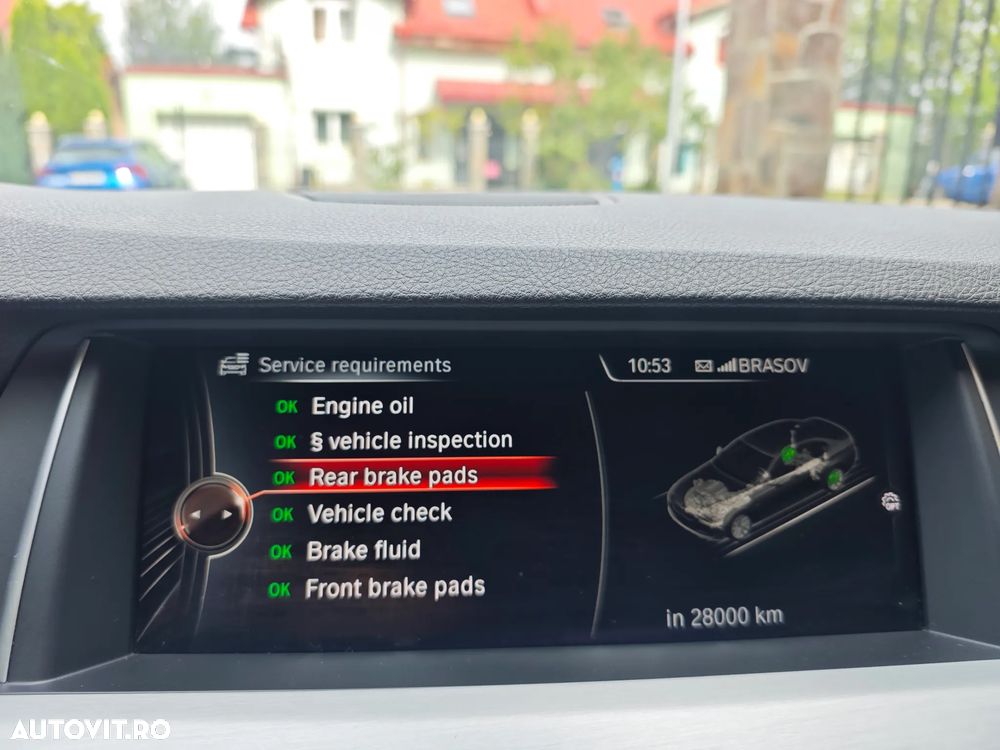 Service requirements
10:53 BRASOV
OK Engine oil
OK § vehicle inspection
OK Rear brake pads
OK Vehicle check
OK Brake fluid
OK Front brake pads
OFF
in 28000 km
AUTOVIT.RO